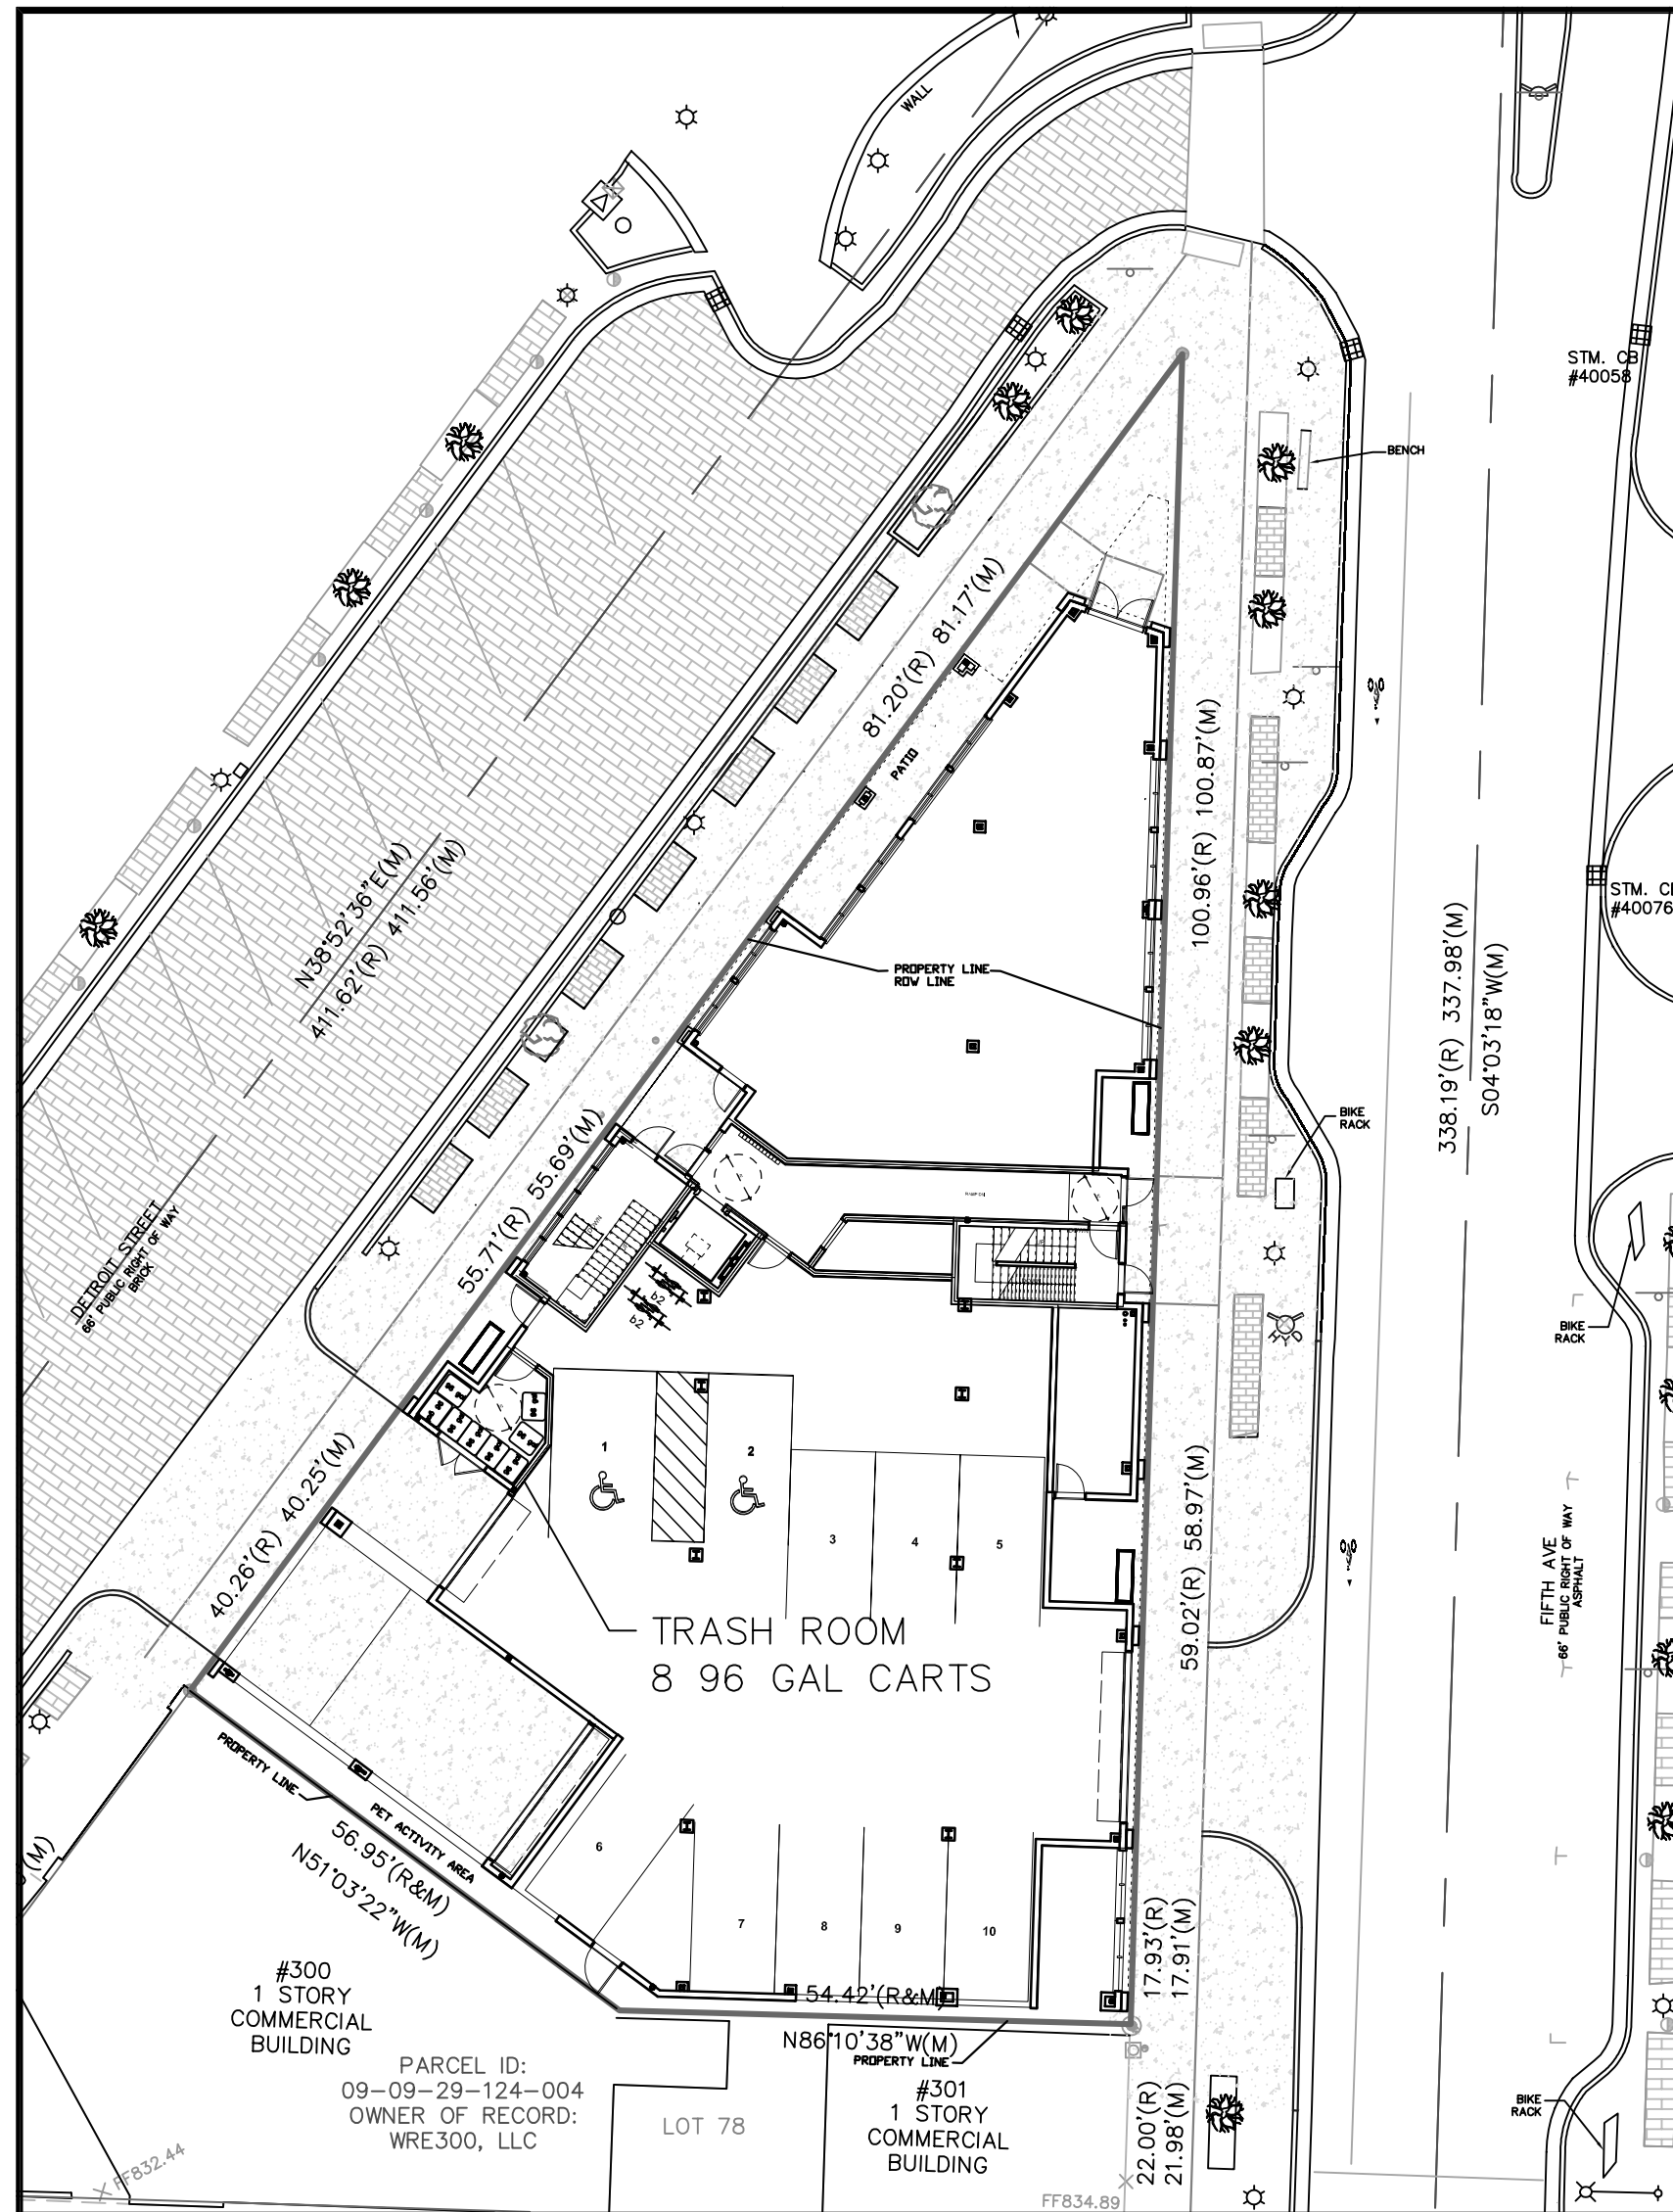 WALL
STM. CB
#40058
BENCH
81.20'(R) 81.17'(M)
PATIO
100.96'(R) 100.87'(M)
N38°52'36"E(M)
411.62'(R) 411.56'(M)
STM.
#40076
PROPERTY LINE
ROW LINE
338.19'(R) 337.98'(M)
S04°03'18"W(M)
BIKE
RACK
55.71'(R) 55.69'(M)
DETROIT STREET
66' PUBLIC RIGHT OF WAY
BRICK
b2
b2
HYD
BIKE
RACK
1
2
3
4
5
40.26'(R) 40.25'(M)
59.02'(R) 58.97'(M)
FIFTH AVE
66' PUBLIC RIGHT OF WAY
ASPHALT
TRASH ROOM
8 96 GAL CARTS
PROPERTY LINE
PET ACTIVITY AREA
56.95'(R&M)
N51°03'22"W(M)
(M)
6
7
8
9
10
17.93'(R)
17.91'(M)
54.42'(R&M)
N86°10'38"W(M)
PROPERTY LINE
#300
1 STORY
COMMERCIAL
BUILDING
PARCEL ID:
09-09-29-124-004
OWNER OF RECORD:
WRE300, LLC
LOT 78
#301
1 STORY
COMMERCIAL
BUILDING
22.00'(R)
21.98'(M)
BIKE
RACK
FF832.44
FF834.89